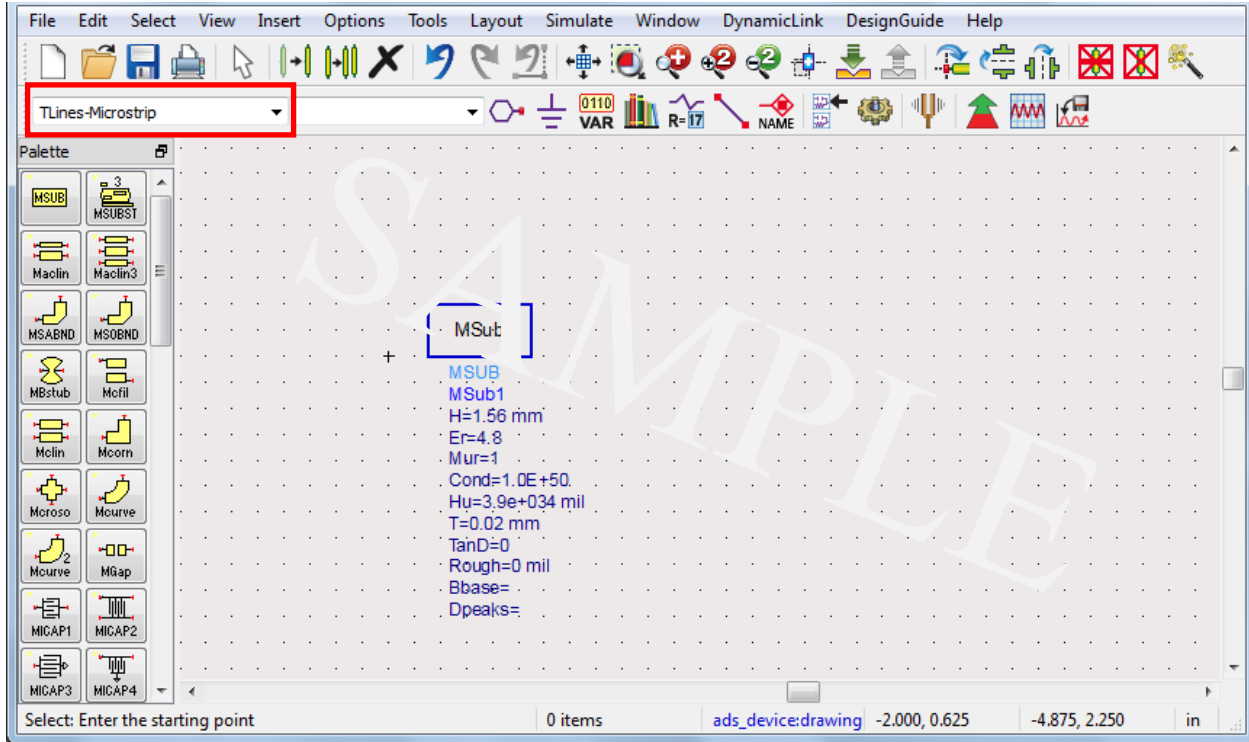 File Edit Select View Insert Options Tools Layout Simulate Window DynamicLink DesignGuide Help
+2 -2
TLines-Microstrip
0110 VAR R=17 NAME
Palette
MSUB 3 MSUBST
Maclin Maclin3
MSABND MSOBND
MBstub Mcfil
Mclin Mcorn
Mcroso Mcurve
2
Mcurve MGap
MICAP1 MICAP2
MICAP3 MICAP4
SAMPLE
MSub
MSUB
MSub1
H=1.56 mm
Er=4.8
Mur=1
Cond=1.0E+50
Hu=3.9e+034 mil
T=0.02 mm
TanD=0
Rough=0 mil
Bbase=
Dpeaks=
Select: Enter the starting point 0 items ads_device:drawing -2.000, 0.625 -4.875, 2.250 in